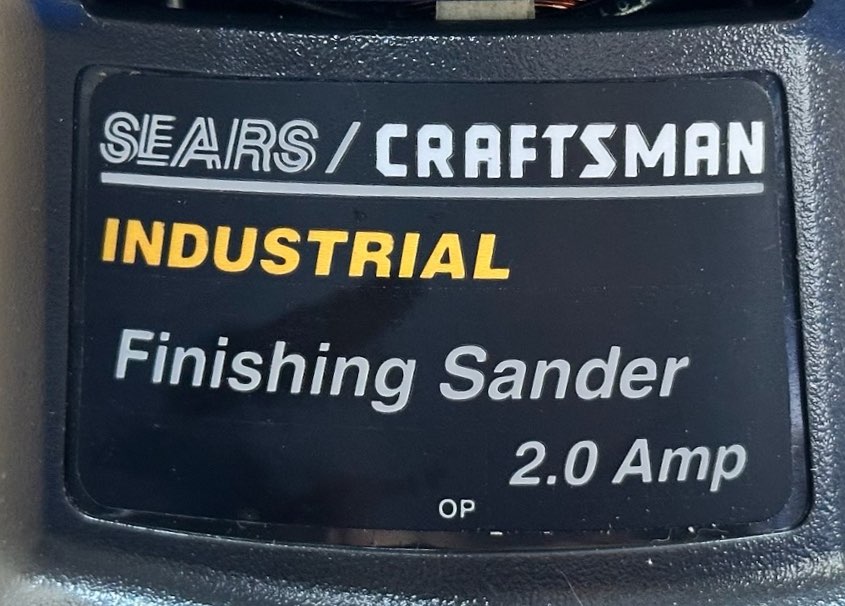 SEARS / CRAFTSMAN
INDUSTRIAL
Finishing Sander
2.0 Amp
OP